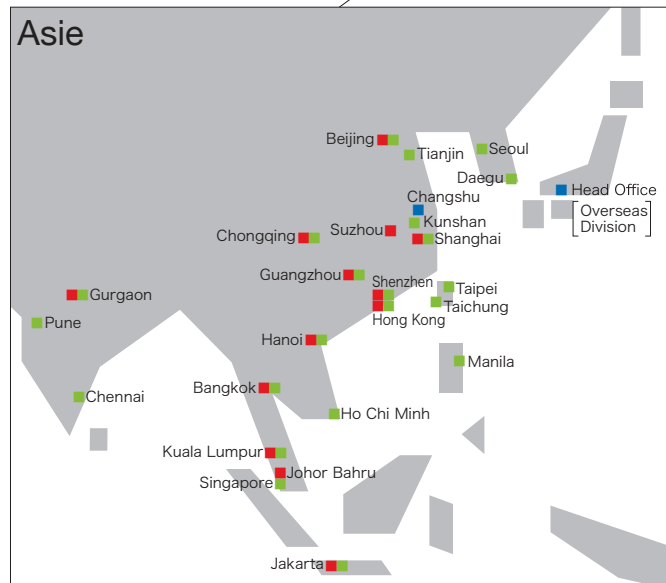 Asie
Beijing
Tianjin
Seoul
Daegu
Changshu
Head Office
Kunshan
Overseas
Division
Suzhou
Chongqing
Shanghai
Guangzhou
Shenzhen
Gurgaon
Taipei
Taichung
Hong Kong
Pune
Hanoi
Manila
Bangkok
Chennai
Ho Chi Minh
Kuala Lumpur
Johor Bahru
Singapore
Jakarta